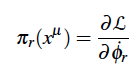 π_r(x^μ) = ∂ℒ / ∂φ̇_r